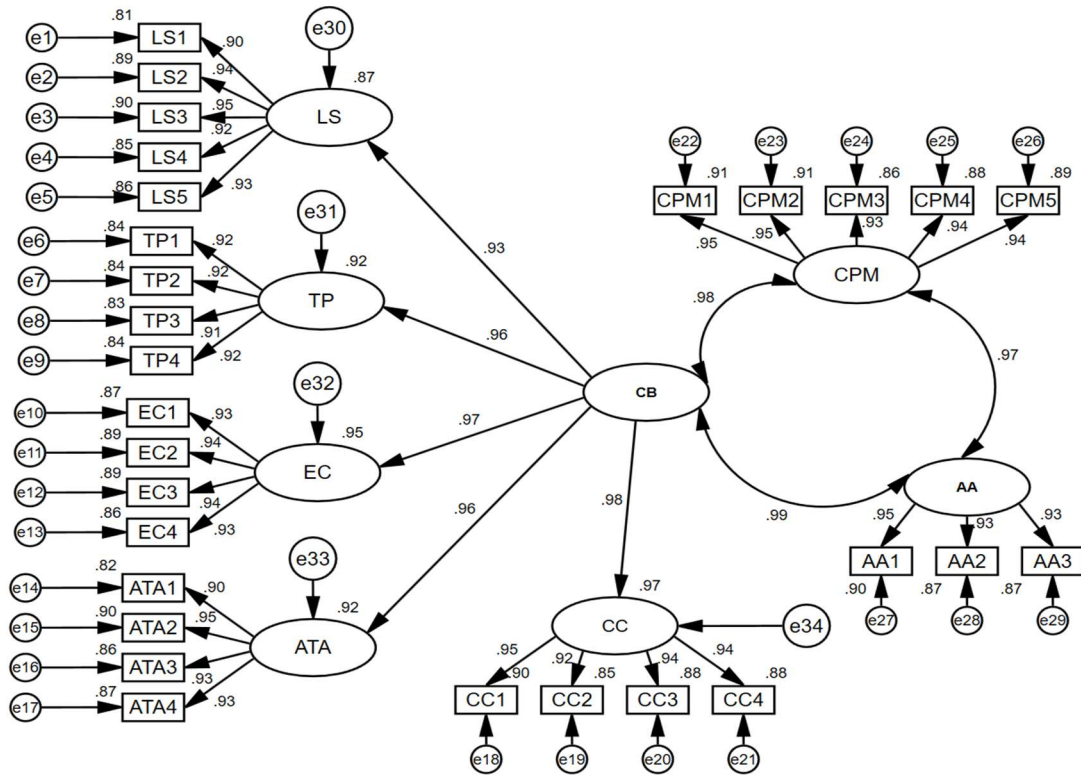 .81
e1
LS1
.90
e30
.89
e2
LS2
.94
.87
.90
e3
LS3
.95
LS
.85
e4
LS4
.92
.86
e5
LS5
.93
e31
.84
e6
TP1
.92
.92
.84
e7
TP2
.92
TP
.83
e8
TP3
.91
.84
e9
TP4
.92
e32
.87
e10
EC1
.93
.95
.89
e11
EC2
.94
EC
.89
e12
EC3
.94
.86
e13
EC4
.93
e33
.82
e14
ATA1
.90
.92
.90
e15
ATA2
.95
ATA
.86
e16
ATA3
.93
.87
e17
ATA4
.93
.93
.96
.97
.96
.98
CB
.98
.99
.97
e22
e23
e24
e25
e26
.91
.91
.86
.88
.89
CPM1
CPM2
CPM3
CPM4
CPM5
.95
.95
.93
.94
.94
CPM
AA
.95
.93
.93
AA1
AA2
AA3
.90
.87
.87
e27
e28
e29
.97
CC
e34
.95
.92
.94
.94
.90
.85
.88
.88
CC1
CC2
CC3
CC4
e18
e19
e20
e21